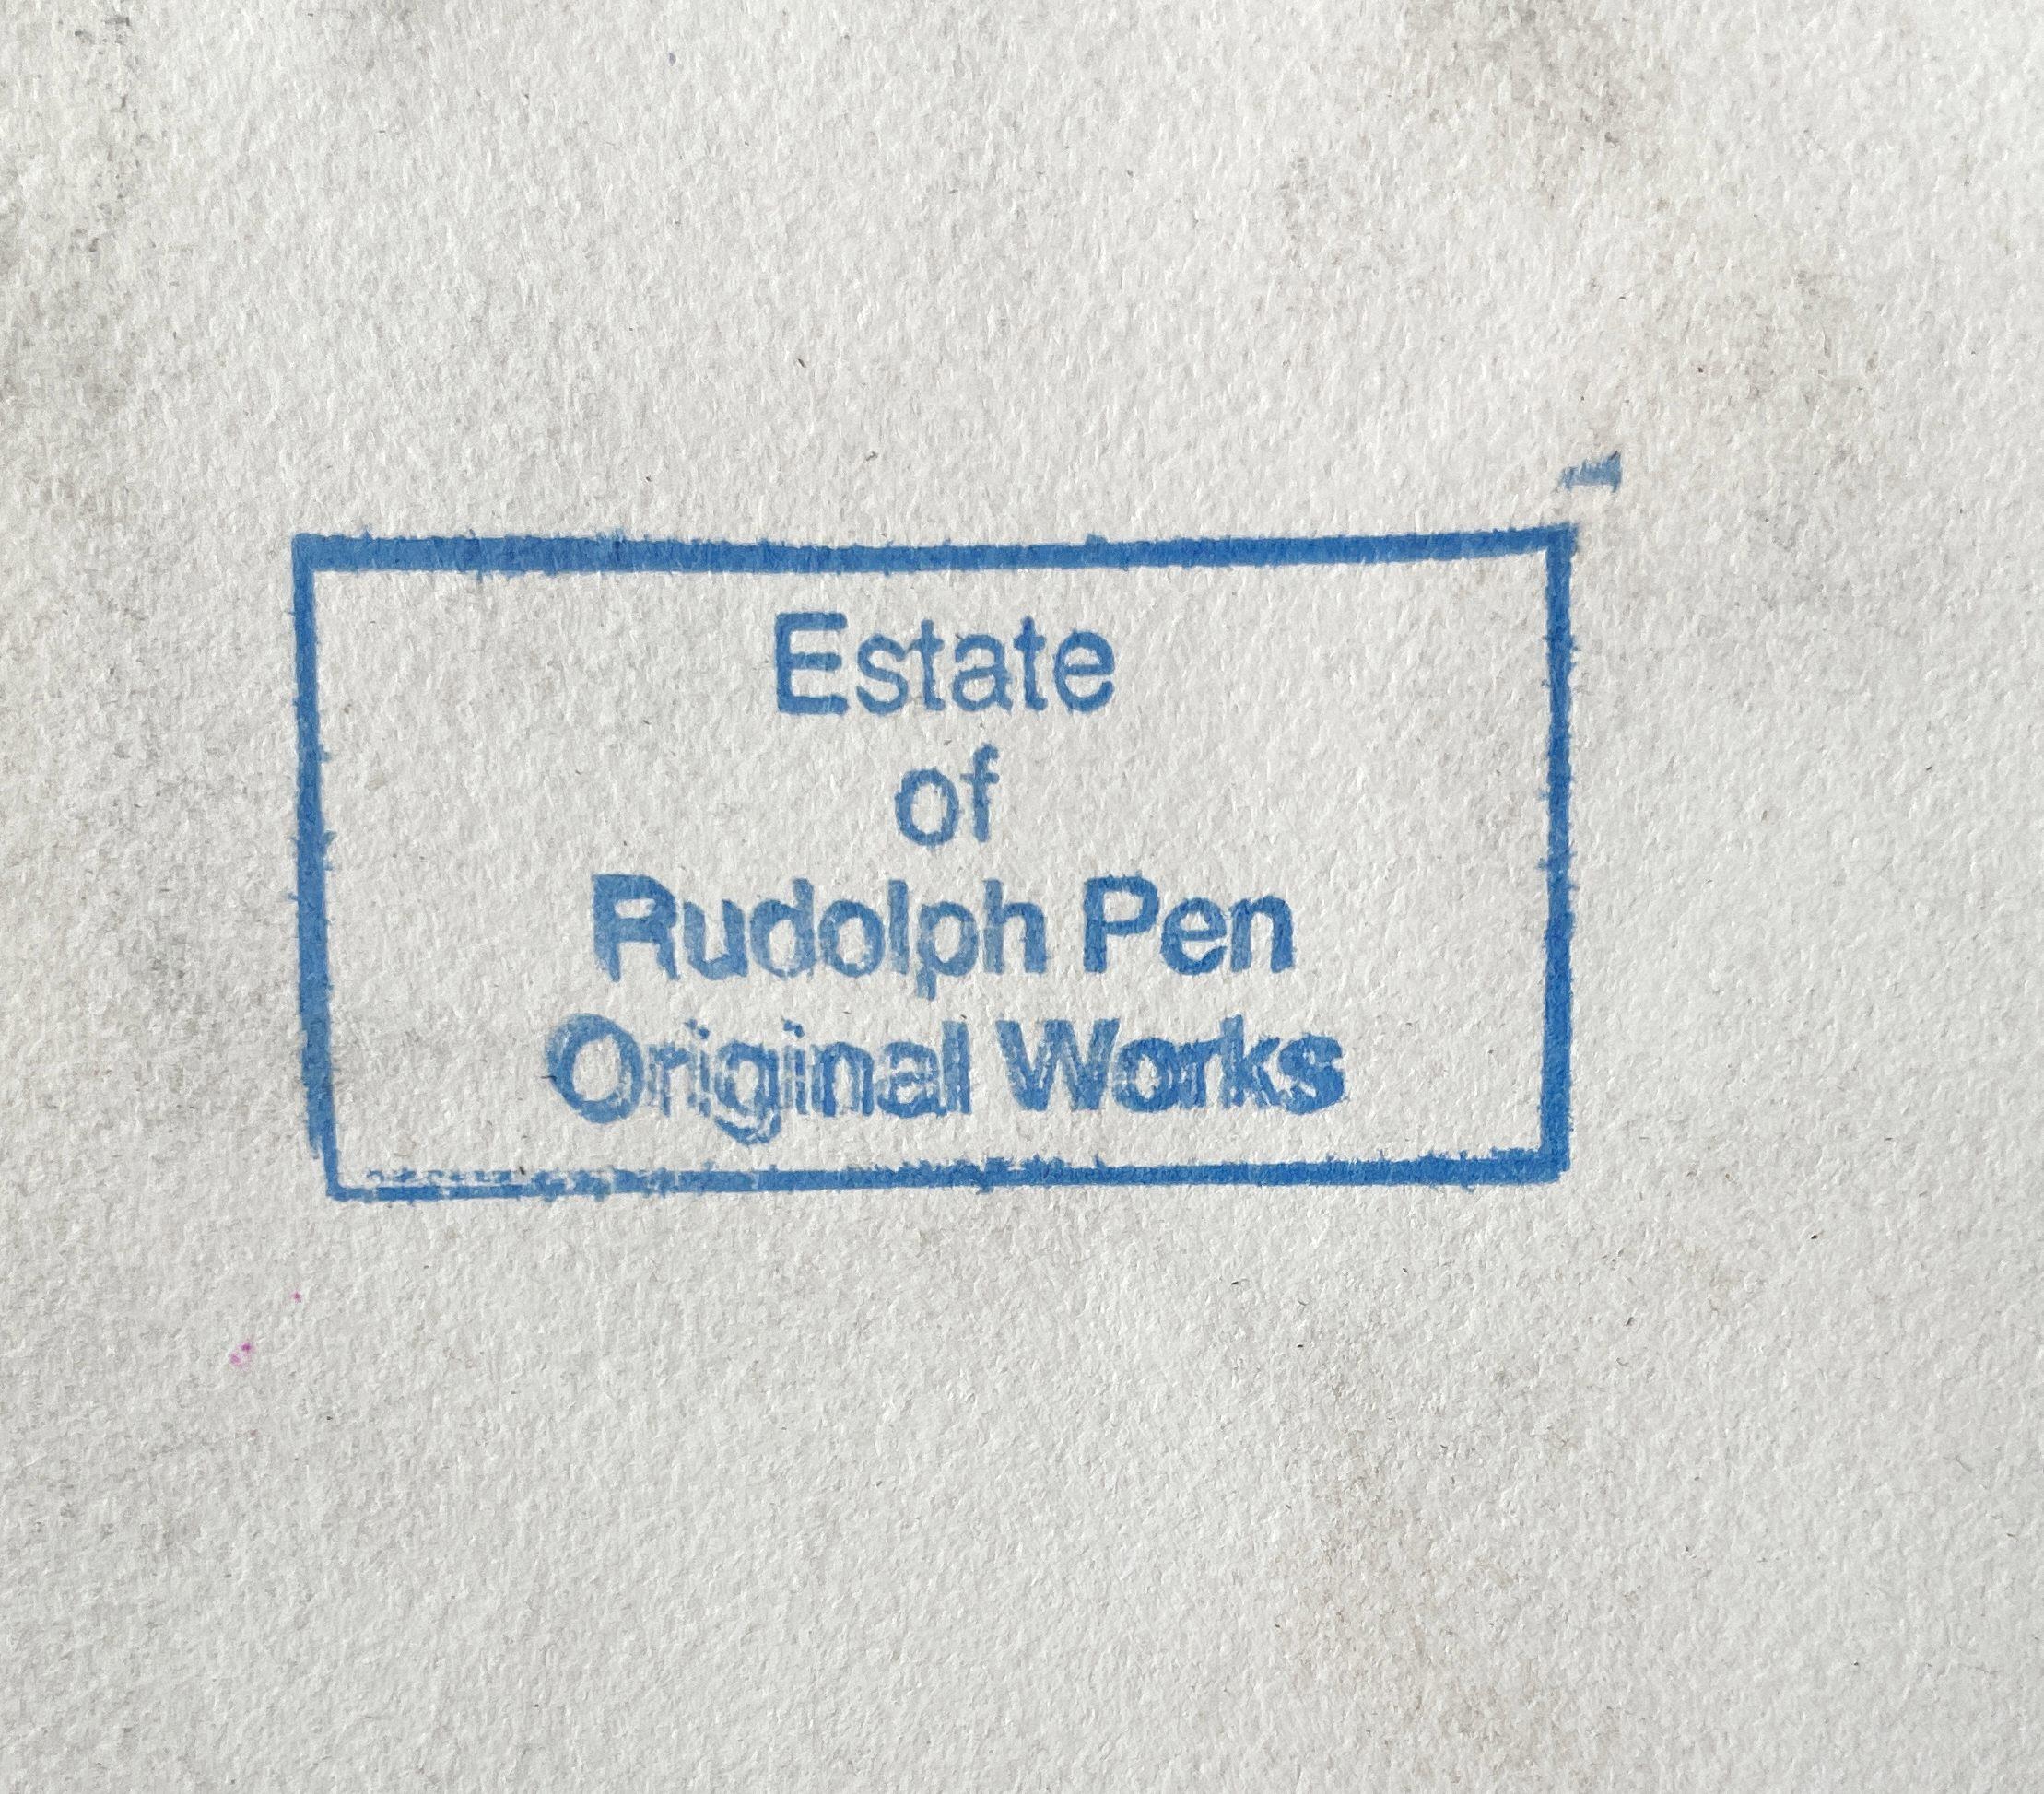 Estate
of
Rudolph Pen
Original Works